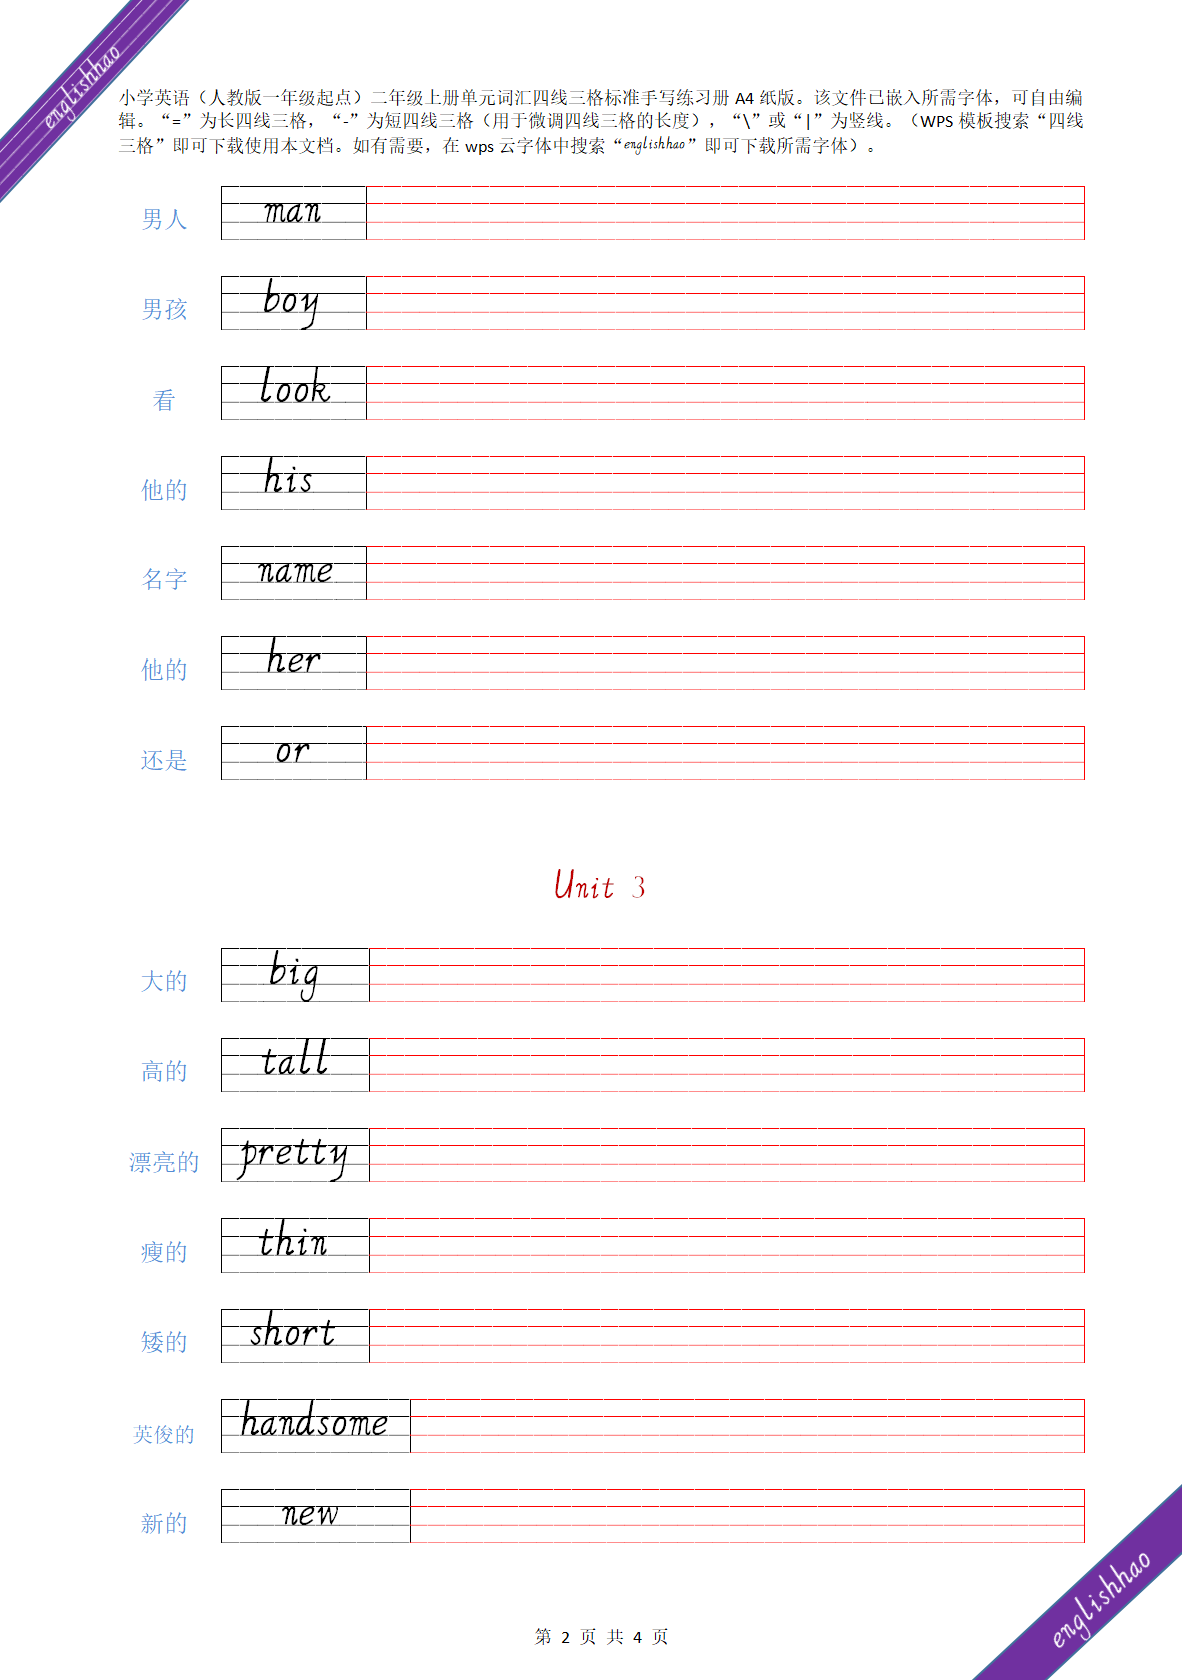 englishhao
小学英语（人教版一年级起点）二年级上册单元词汇四线三格标准手写练习册 A4 纸版。该文件已嵌入所需字体，可自由编
辑。“=”为长四线三格，“-”为短四线三格（用于微调四线三格的长度），“\”或“|”为竖线。（WPS 模板搜索“四线
三格”即可下载使用本文档。如有需要，在 wps 云字体中搜索“englishhao”即可下载所需字体）。
男人 man
男孩 boy
看 look
他的 his
名字 name
他的 her
还是 or
Unit 3
大的 big
高的 tall
漂亮的 pretty
瘦的 thin
矮的 short
英俊的 handsome
新的 new
englishhao
第 2 页 共 4 页